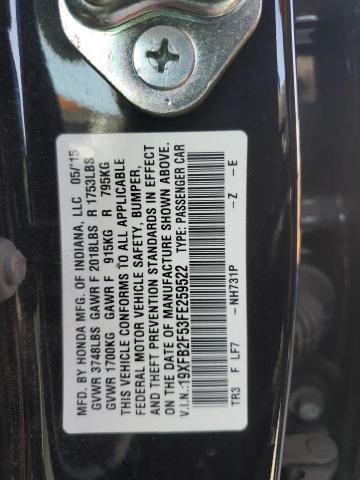 MFD. BY HONDA MFG. OF INDIANA, LLC 05/'15
GVWR 3748LBS GAWR F 2018LBS R 1753LBS
GVWR 1700KG GAWR F 915KG R 795KG
THIS VEHICLE CONFORMS TO ALL APPLICABLE
FEDERAL MOTOR VEHICLE SAFETY, BUMPER,
AND THEFT PREVENTION STANDARDS IN EFFECT
ON THE DATE OF MANUFACTURE SHOWN ABOVE.
V.I.N.:19XFB2F53FE259522 TYPE: PASSENGER CAR
NH731P - Z - E
TR3 F LF7